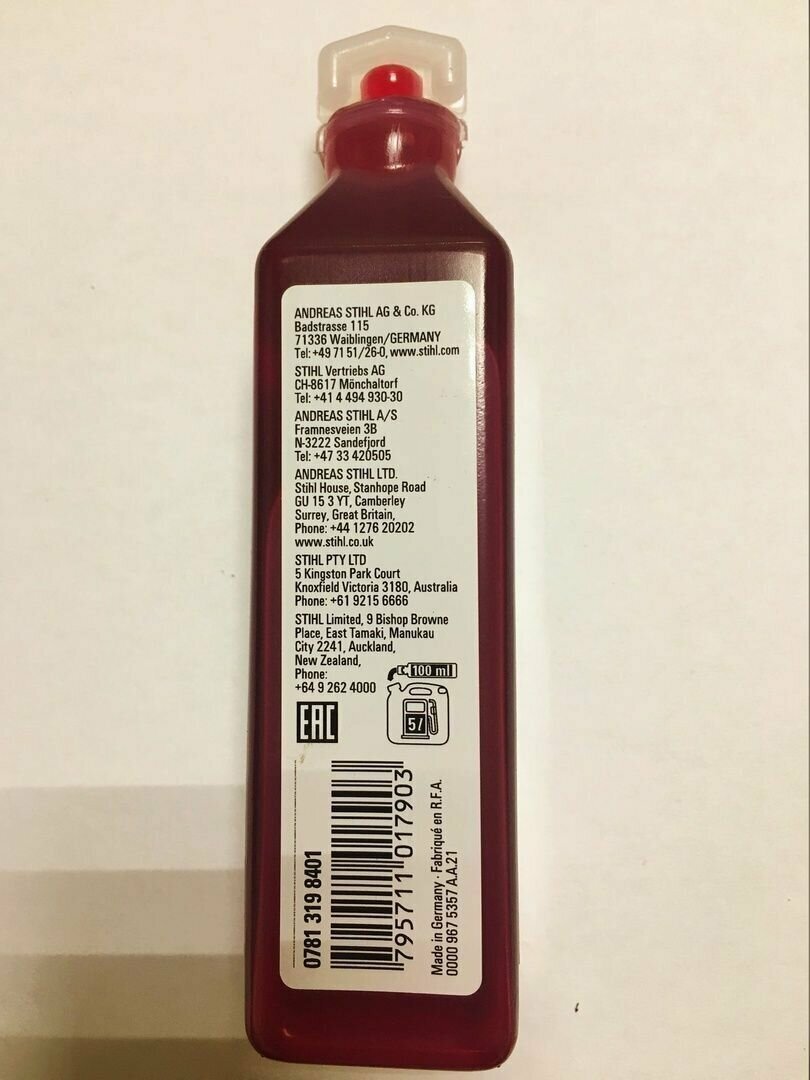 ANDREAS STIHL AG & Co. KG
Badstrasse 115
71336 Waiblingen/GERMANY
Tel: +49 71 51/26-0, www.stihl.com
STIHL Vertriebs AG
CH-8617 Mönchaltorf
Tel: +41 4 494 930-30
ANDREAS STIHL A/S
Framnesveien 3B
N-3222 Sandefjord
Tel: +47 33 420505
ANDREAS STIHL LTD.
Stihl House, Stanhope Road
GU 15 3 YT, Camberley
Surrey, Great Britain,
Phone: +44 1276 20202
www.stihl.co.uk
STIHL PTY LTD
5 Kingston Park Court
Knoxfield Victoria 3180, Australia
Phone: +61 9215 6666
STIHL Limited, 9 Bishop Browne
Place, East Tamaki, Manukau
City 2241, Auckland,
New Zealand,
Phone:
+64 9 262 4000
100 ml
5l
EAC
0781 319 8401
795711 017903
Made in Germany · Fabriqué en R.F.A.
0000 967 5357 A.A.21